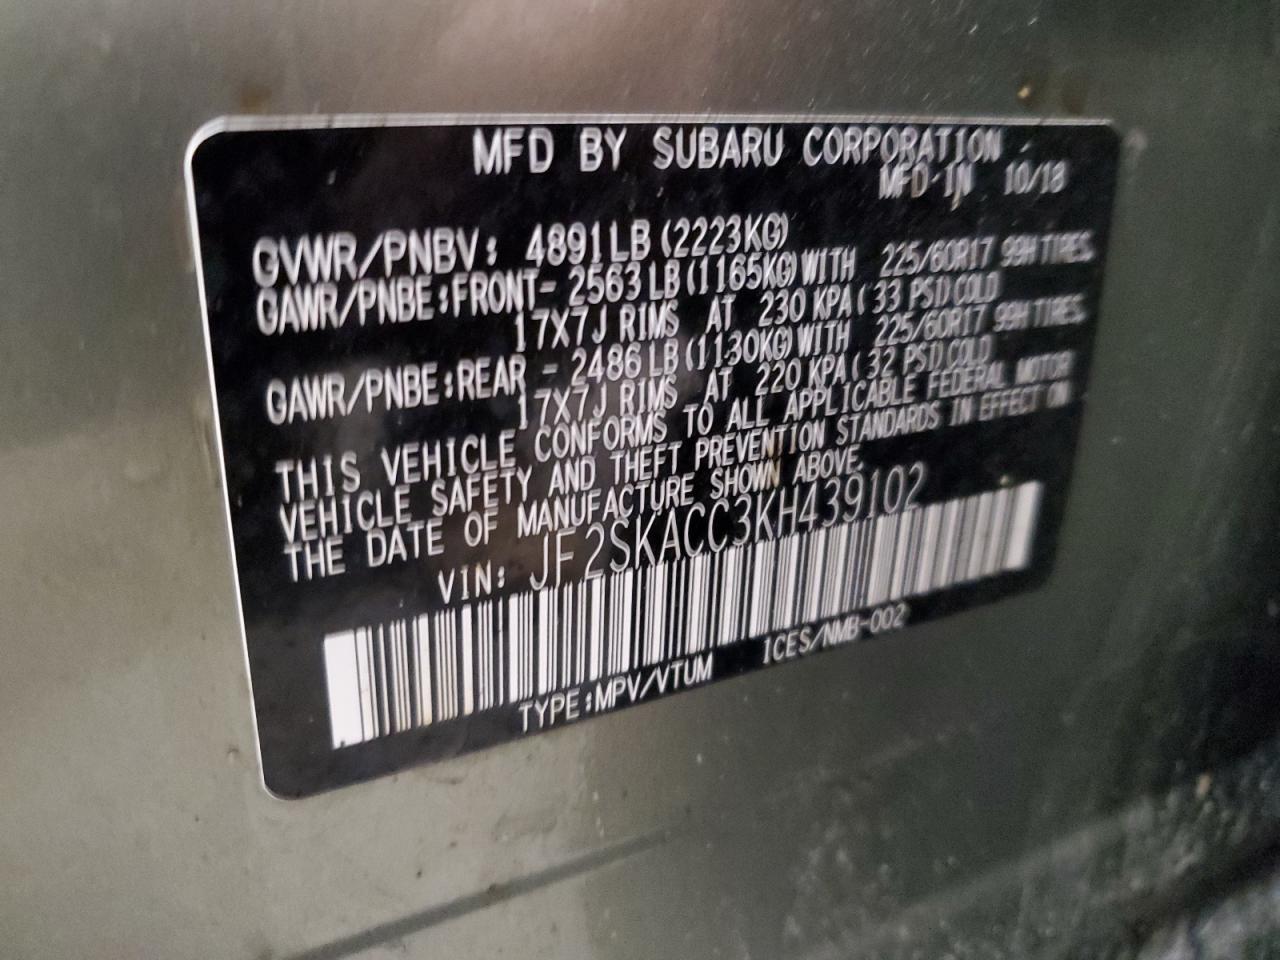 MFD BY SUBARU CORPORATION
MFD IN 10/18
GVWR/PNBV: 4891LB(2223KG)
GAWR/PNBE:FRONT- 2563LB(1165KG)WITH 225/60R17 99H TIRES.
17X7J RIMS AT 230 KPA(33 PSI)COLD
GAWR/PNBE:REAR - 2486LB(1130KG)WITH 225/60R17 99H TIRES.
17X7J RIMS AT 220 KPA(32 PSI)COLD
THIS VEHICLE CONFORMS TO ALL APPLICABLE FEDERAL MOTOR
VEHICLE SAFETY AND THEFT PREVENTION STANDARDS IN EFFECT ON
THE DATE OF MANUFACTURE SHOWN ABOVE.
VIN: JF2SKACC3KH439102
TYPE:MPV/VTUM ICES/NMB-002